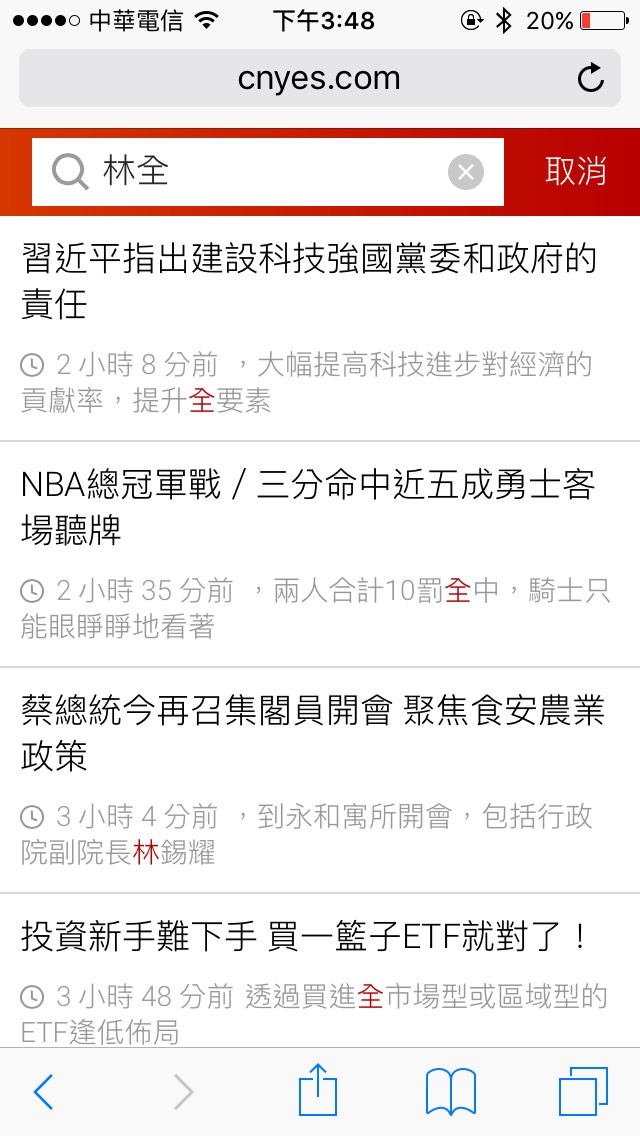 中華電信 下午3:48 20%
cnyes.com
林全 取消
習近平指出建設科技強國黨委和政府的
責任
2 小時 8 分前 ，大幅提高科技進步對經濟的
貢獻率，提升全要素
NBA總冠軍戰／三分命中近五成勇士客
場聽牌
2 小時 35 分前 ，兩人合計10罰全中，騎士只
能眼睜睜地看著
蔡總統今再召集閣員開會 聚焦食安農業
政策
3 小時 4 分前 ，到永和寓所開會，包括行政
院副院長林錫耀
投資新手難下手 買一籃子ETF就對了！
3 小時 48 分前 透過買進全市場型或區域型的
ETF逢低佈局